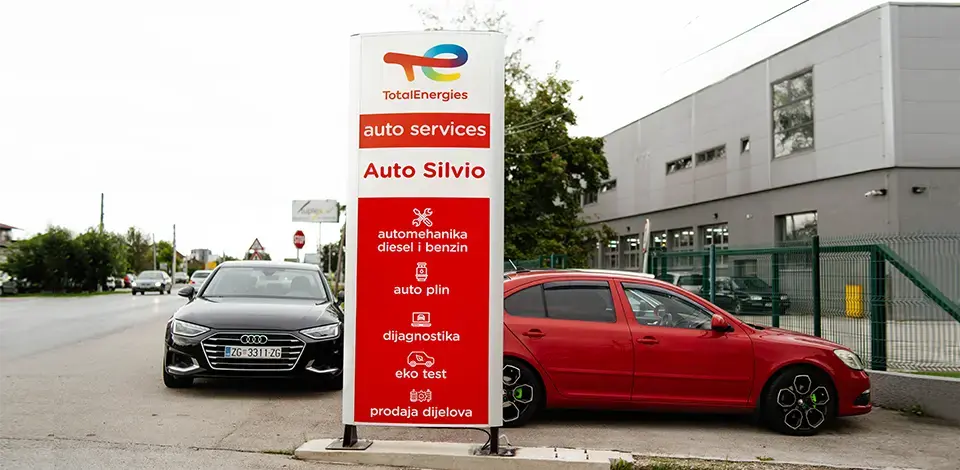 TotalEnergies
auto services
Auto Silvio
automehanika
diesel i benzin
auto plin
dijagnostika
eko test
prodaja dijelova
ZG 3311-ZG